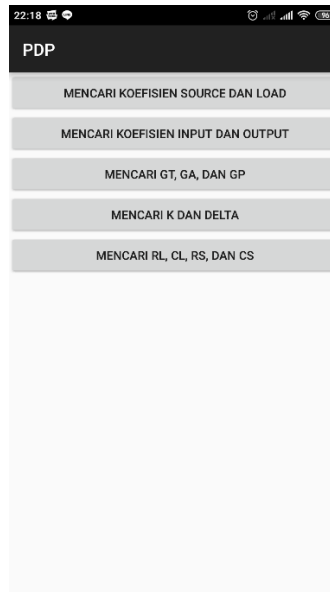 22:18
96
PDP
MENCARI KOEFISIEN SOURCE DAN LOAD
MENCARI KOEFISIEN INPUT DAN OUTPUT
MENCARI GT, GA, DAN GP
MENCARI K DAN DELTA
MENCARI RL, CL, RS, DAN CS